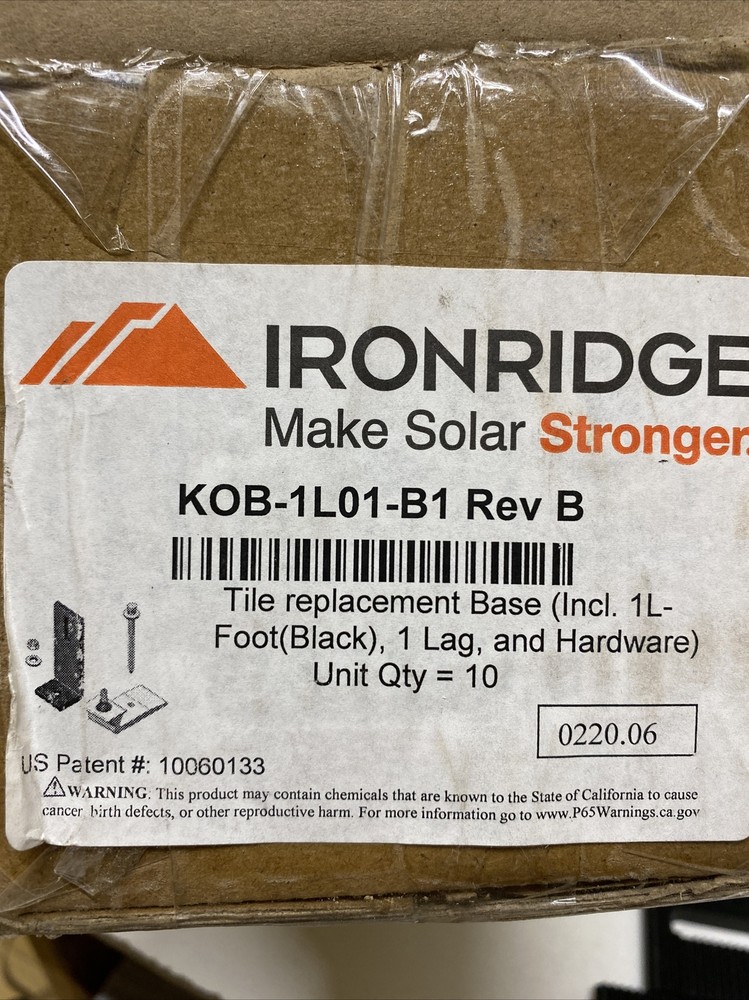 IRONRIDGE
Make Solar Stronger.
KOB-1L01-B1 Rev B
Tile replacement Base (Incl. 1L-
Foot(Black), 1 Lag, and Hardware)
Unit Qty = 10
0220.06
US Patent #: 10060133
⚠WARNING: This product may contain chemicals that are known to the State of California to cause
cancer, birth defects, or other reproductive harm. For more information go to www.P65Warnings.ca.gov